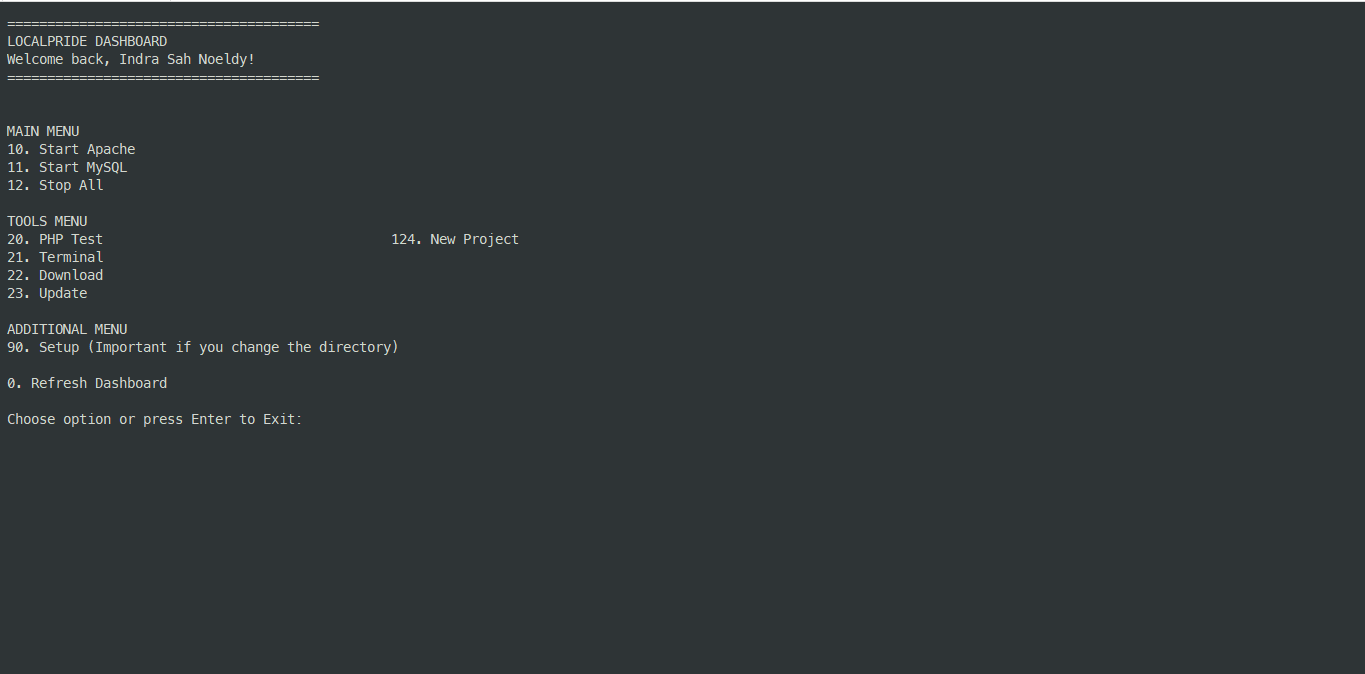 =======================================
LOCALPRIDE DASHBOARD
Welcome back, Indra Sah Noeldy!
=======================================
MAIN MENU
10. Start Apache
11. Start MySQL
12. Stop All
TOOLS MENU
20. PHP Test 124. New Project
21. Terminal
22. Download
23. Update
ADDITIONAL MENU
90. Setup (Important if you change the directory)
0. Refresh Dashboard
Choose option or press Enter to Exit: